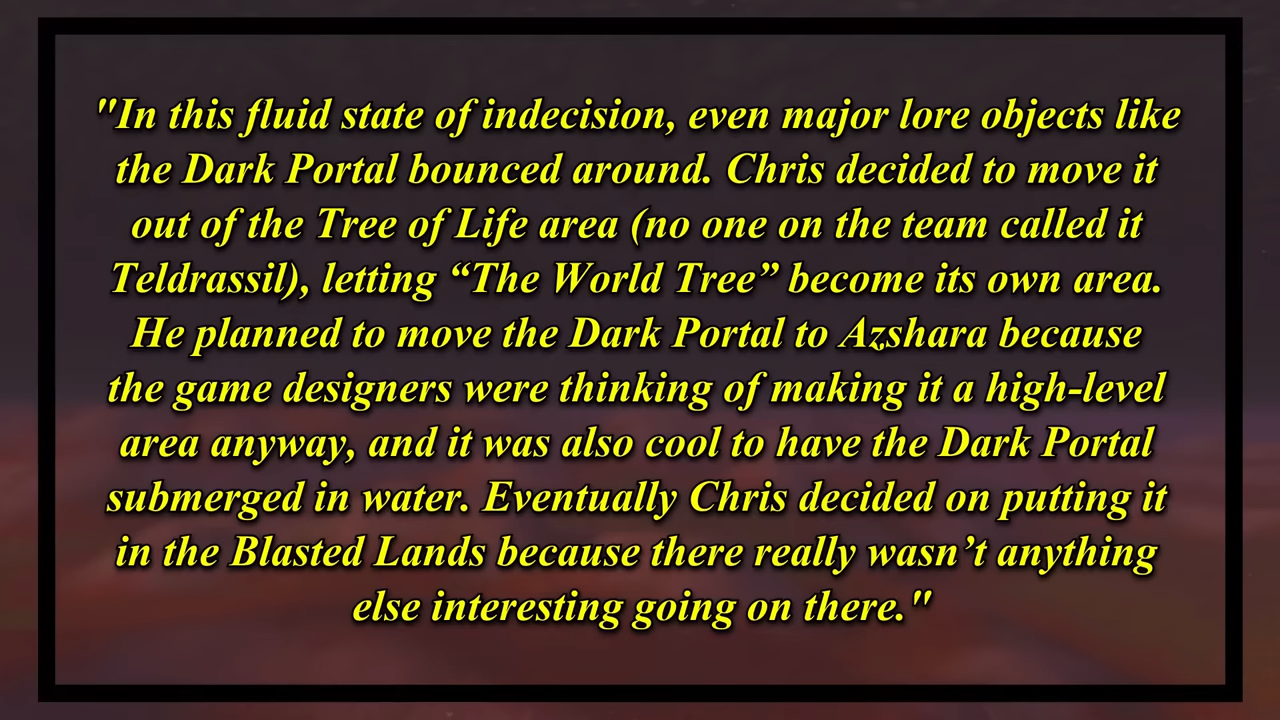 "In this fluid state of indecision, even major lore objects like
the Dark Portal bounced around. Chris decided to move it
out of the Tree of Life area (no one on the team called it
Teldrassil), letting “The World Tree” become its own area.
He planned to move the Dark Portal to Azshara because
the game designers were thinking of making it a high-level
area anyway, and it was also cool to have the Dark Portal
submerged in water. Eventually Chris decided on putting it
in the Blasted Lands because there really wasn’t anything
else interesting going on there."